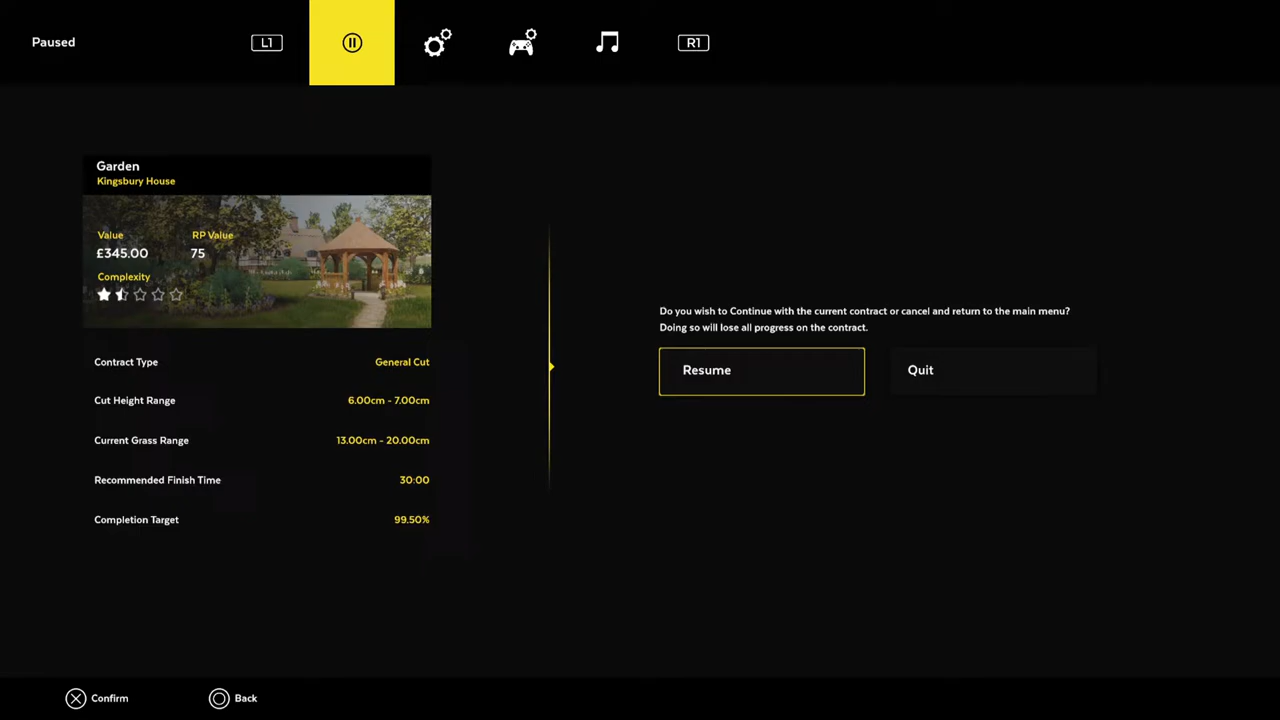 Paused
L1
R1
Garden
Kingsbury House
Value RP Value
£345.00 75
Complexity
Contract Type General Cut
Cut Height Range 6.00cm - 7.00cm
Current Grass Range 13.00cm - 20.00cm
Recommended Finish Time 30:00
Completion Target 99.50%
Do you wish to Continue with the current contract or cancel and return to the main menu?
Doing so will lose all progress on the contract.
Resume Quit
Confirm Back